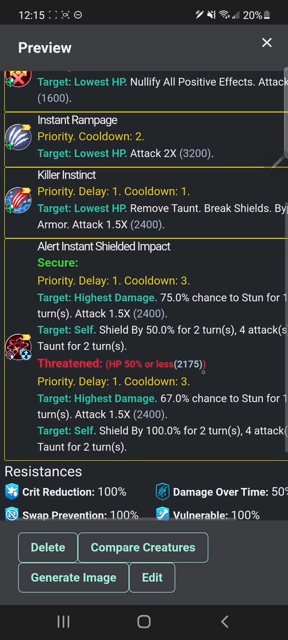 12:15
20%
Preview
Target: Lowest HP. Nullify All Positive Effects. Attack
(1600).
Instant Rampage
Priority. Cooldown: 2.
Target: Lowest HP. Attack 2X (3200).
Killer Instinct
Priority. Delay: 1. Cooldown: 1.
Target: Lowest HP. Remove Taunt. Break Shields. By
Armor. Attack 1.5X (2400).
Alert Instant Shielded Impact
Secure:
Priority. Delay: 1. Cooldown: 3.
Target: Highest Damage. 75.0% chance to Stun for 1
turn(s). Attack 1.5X (2400).
Target: Self. Shield By 50.0% for 2 turn(s), 4 attack(s
Taunt for 2 turn(s).
Threatened: (HP 50% or less(2175))
Priority. Delay: 1. Cooldown: 3.
Target: Highest Damage. 67.0% chance to Stun for 1
turn(s). Attack 1.5X (2400).
Target: Self. Shield By 100.0% for 2 turn(s), 4 attack(
Taunt for 2 turn(s).
Resistances
Crit Reduction: 100% Damage Over Time: 50%
Swap Prevention: 100% Vulnerable: 100%
Delete Compare Creatures
Generate Image Edit